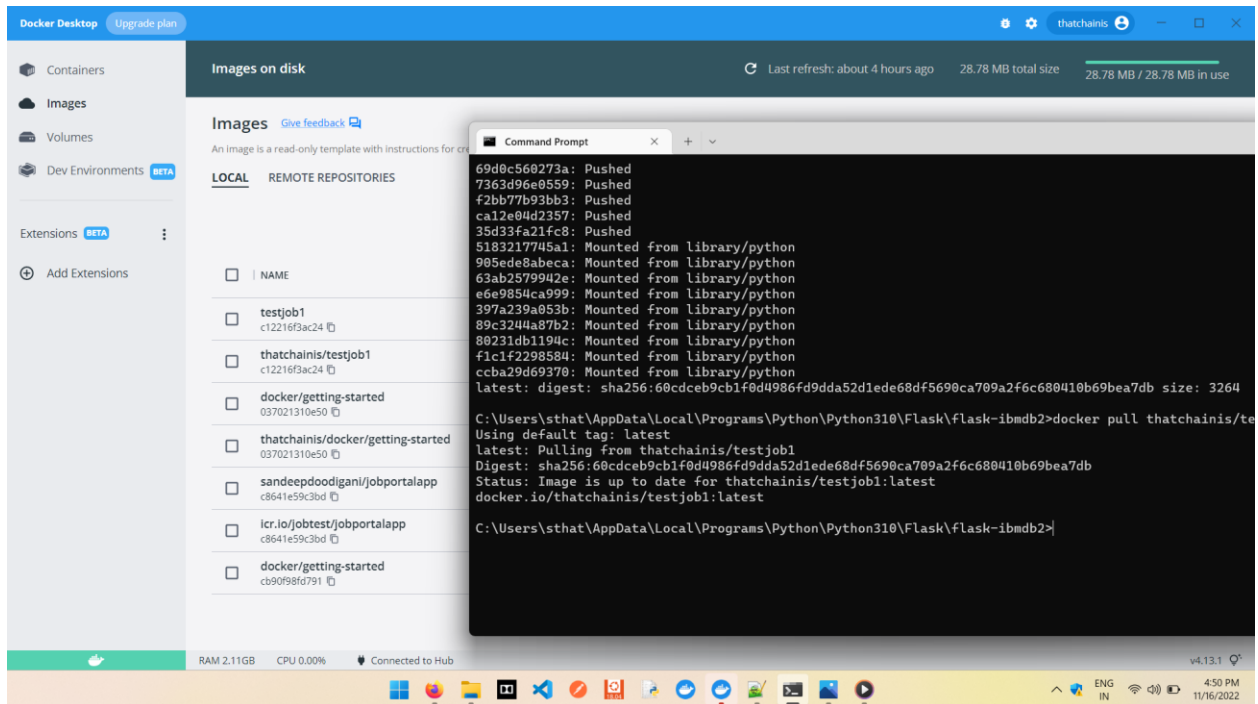 Docker Desktop Upgrade plan thatchainis
Containers
Images
Volumes
Dev Environments BETA
Extensions BETA
Add Extensions
Images on disk Last refresh: about 4 hours ago 28.78 MB total size 28.78 MB / 28.78 MB in use
Images Give feedback
An image is a read-only template with instructions for cre
LOCAL REMOTE REPOSITORIES
NAME
testjob1
c12216f3ac24
thatchainis/testjob1
c12216f3ac24
docker/getting-started
037021310e50
thatchainis/docker/getting-started
037021310e50
sandeepdoodigani/jobportalapp
c8641e59c3bd
icr.io/jobtest/jobportalapp
c8641e59c3bd
docker/getting-started
cb90f98fd791
Command Prompt
69d0c560273a: Pushed
7363d96e0559: Pushed
f2bb77b93bb3: Pushed
ca12e04d2357: Pushed
35d33fa21fc8: Pushed
5183217745a1: Mounted from library/python
905ede8abeca: Mounted from library/python
63ab2579942e: Mounted from library/python
e6e9854ca999: Mounted from library/python
397a239a053b: Mounted from library/python
89c3244a87b2: Mounted from library/python
80231db1194c: Mounted from library/python
f1c1f2298584: Mounted from library/python
ccba29d69370: Mounted from library/python
latest: digest: sha256:60cdceb9cb1f0d4986fd9dda52d1ede68df5690ca709a2f6c680410b69bea7db size: 3264
C:\Users\sthat\AppData\Local\Programs\Python\Python310\Flask\flask-ibmdb2>docker pull thatchainis/te
Using default tag: latest
latest: Pulling from thatchainis/testjob1
Digest: sha256:60cdceb9cb1f0d4986fd9dda52d1ede68df5690ca709a2f6c680410b69bea7db
Status: Image is up to date for thatchainis/testjob1:latest
docker.io/thatchainis/testjob1:latest
C:\Users\sthat\AppData\Local\Programs\Python\Python310\Flask\flask-ibmdb2>
RAM 2.11GB CPU 0.00% Connected to Hub v4.13.1
ENG
IN
4:50 PM
11/16/2022